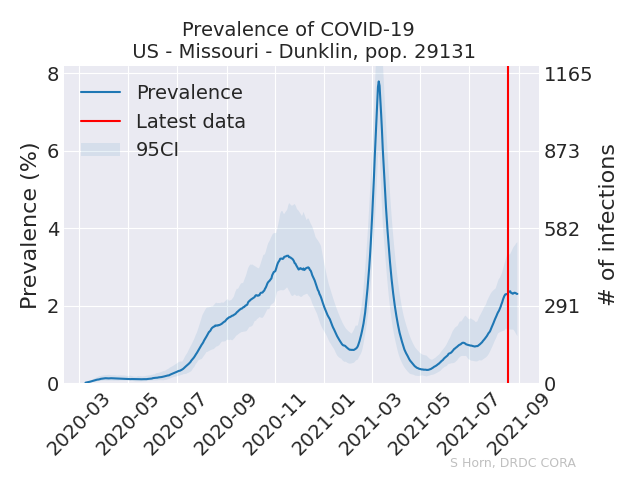 Prevalence of COVID-19
US - Missouri - Dunklin, pop. 29131
Prevalence
Latest data
95CI
Prevalence (%)
8
6
4
2
0
1165
873
582
291
0
# of infections
2020-03
2020-05
2020-07
2020-09
2020-11
2021-01
2021-03
2021-05
2021-07
2021-09
S Horn, DRDC CORA